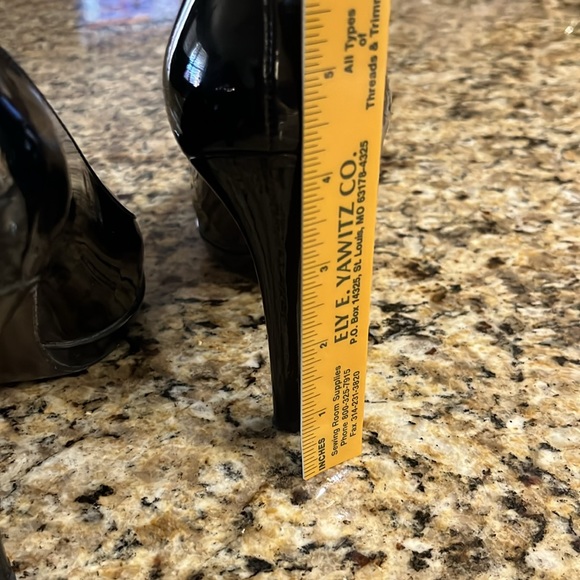 INCHES
1
2
3
4
5
Sewing Room Supplies
Phone 800-325-7915
Fax 314-231-3820
ELY E. YAWITZ CO.
P.O. Box 14325, St. Louis, MO 63178-4325
All Types
of
Threads &